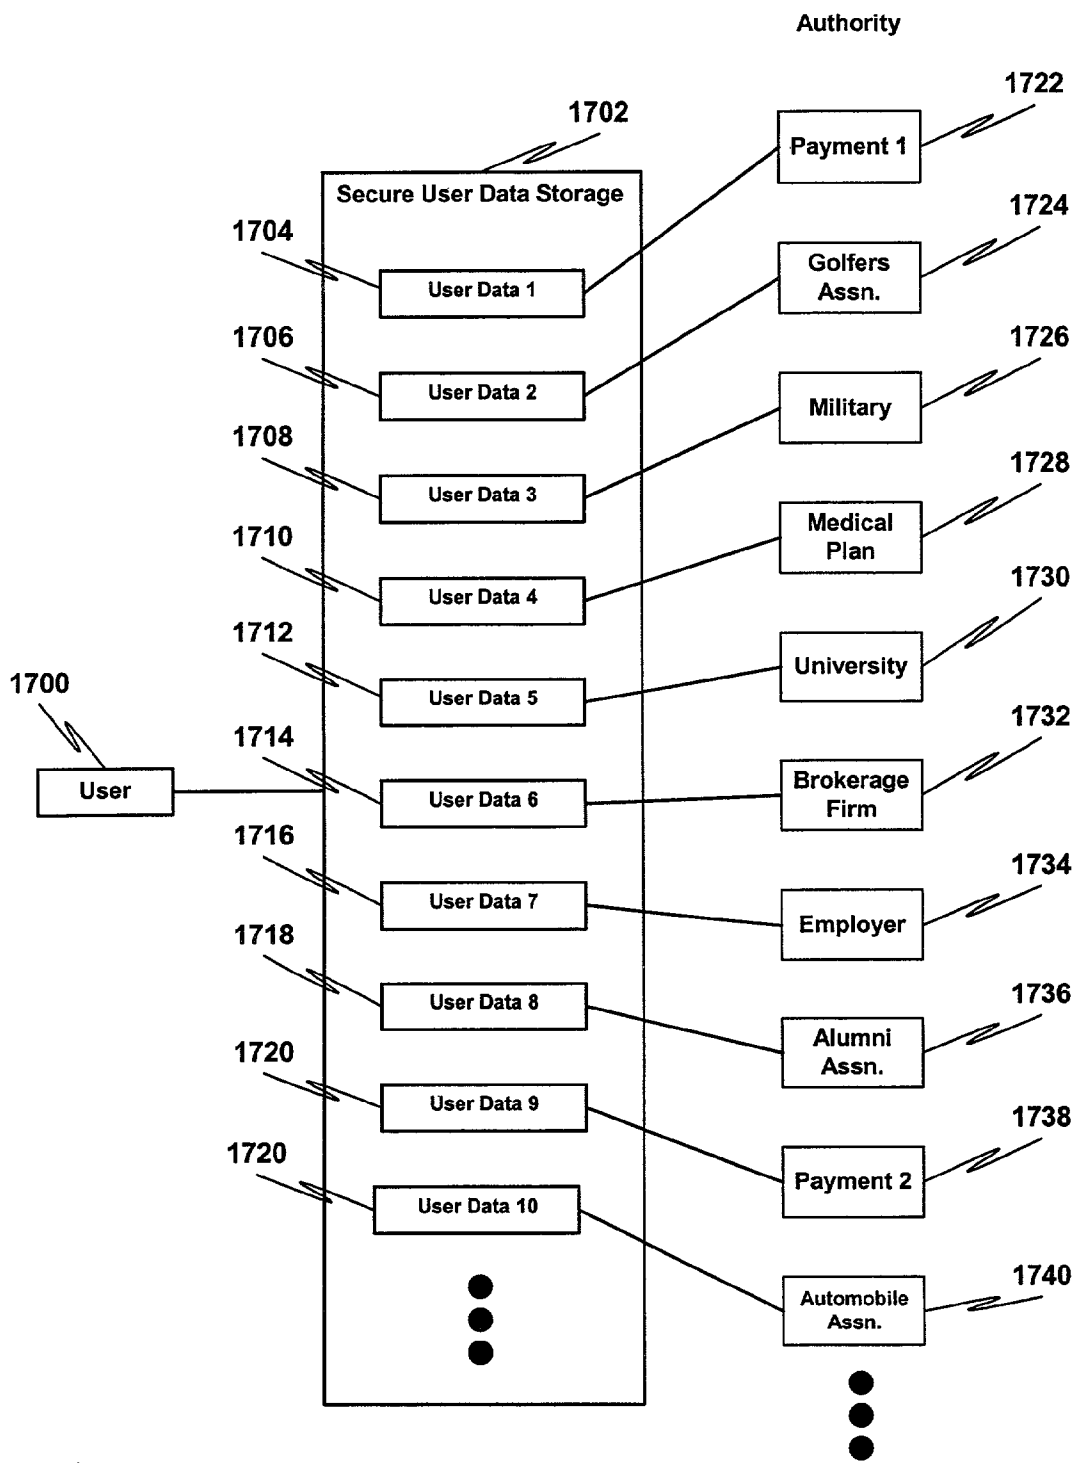 Authority
1722
1702
Payment 1
Secure User Data Storage
1724
1704
Golfers
Assn.
User Data 1
1726
1706
User Data 2
Military
1708
1728
User Data 3
Medical
Plan
1710
1730
User Data 4
1712
University
1700
User Data 5
1732
1714
User
User Data 6
Brokerage
Firm
1716
1734
User Data 7
Employer
1718
1736
User Data 8
Alumni
Assn.
1720
User Data 9
1738
1720
Payment 2
User Data 10
1740
Automobile
Assn.